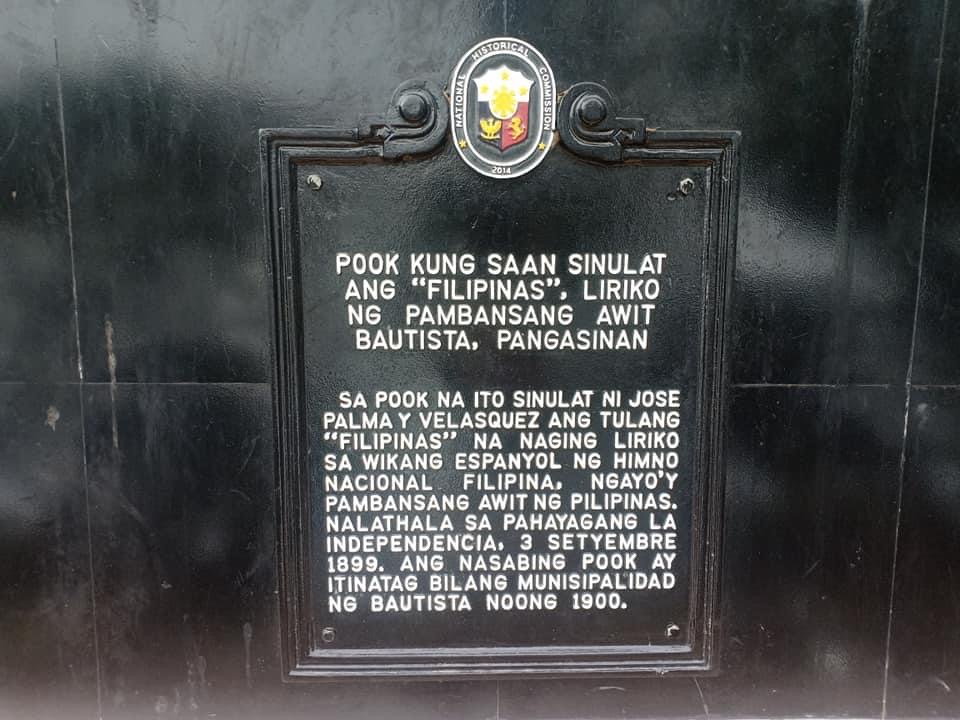 NATIONAL HISTORICAL COMMISSION
2014
POOK KUNG SAAN SINULAT
ANG “FILIPINAS”, LIRIKO
NG PAMBANSANG AWIT
BAUTISTA, PANGASINAN
SA POOK NA ITO SINULAT NI JOSE
PALMA Y VELASQUEZ ANG TULANG
“FILIPINAS” NA NAGING LIRIKO
SA WIKANG ESPANYOL NG HIMNO
NACIONAL FILIPINA, NGAYO’Y
PAMBANSANG AWIT NG PILIPINAS.
NALATHALA SA PAHAYAGANG LA
INDEPENDENCIA, 3 SETYEMBRE
1899. ANG NASABING POOK AY
ITINATAG BILANG MUNISIPALIDAD
NG BAUTISTA NOONG 1900.